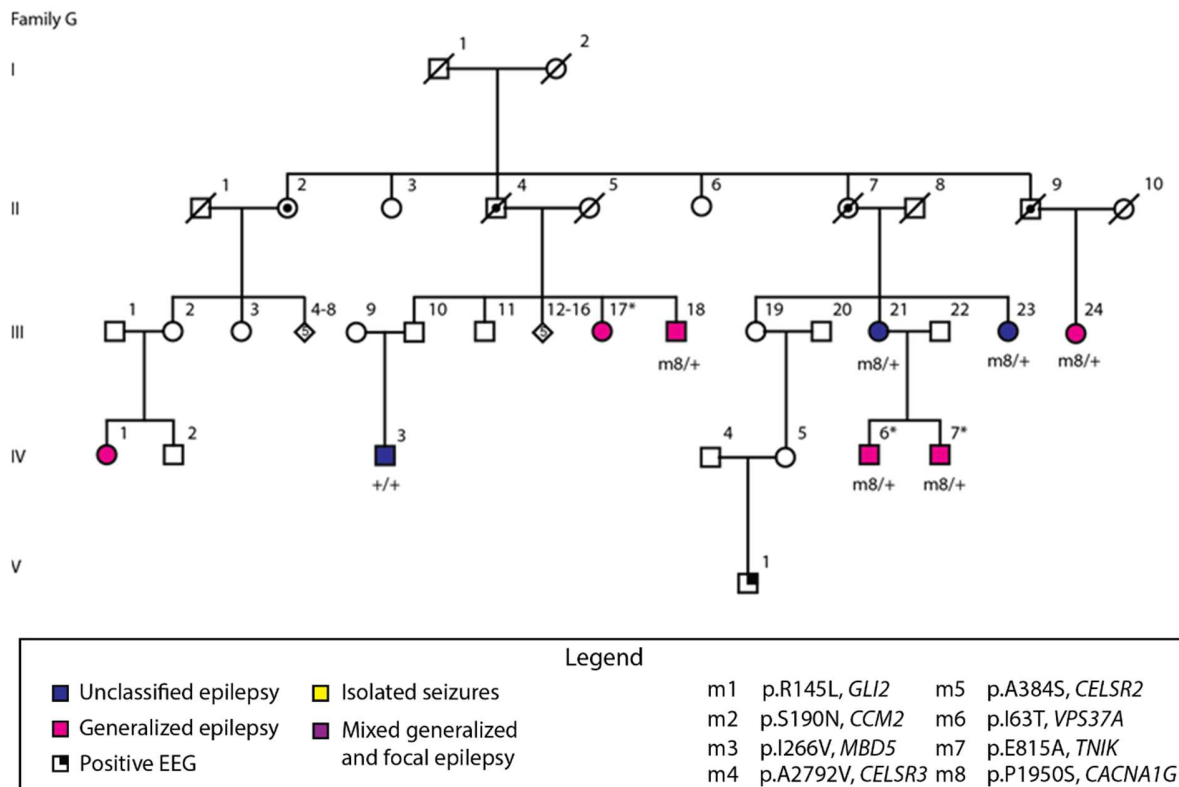 Family G
1 2
I
1 2 3 4 5 6 7 8 9 10
II
1 2 3 4-8 9 10 11 12-16 17* 18 19 20 21 22 23 24
III
5 5
m8/+ m8/+ m8/+ m8/+
1 2 3 4 5 6* 7*
IV
+/+ m8/+ m8/+
1
V
Legend
Unclassified epilepsy Isolated seizures m1 p.R145L, GLI2 m5 p.A384S, CELSR2
Generalized epilepsy Mixed generalized m2 p.S190N, CCM2 m6 p.I63T, VPS37A
and focal epilepsy m3 p.I266V, MBD5 m7 p.E815A, TNIK
Positive EEG m4 p.A2792V, CELSR3 m8 p.P1950S, CACNA1G